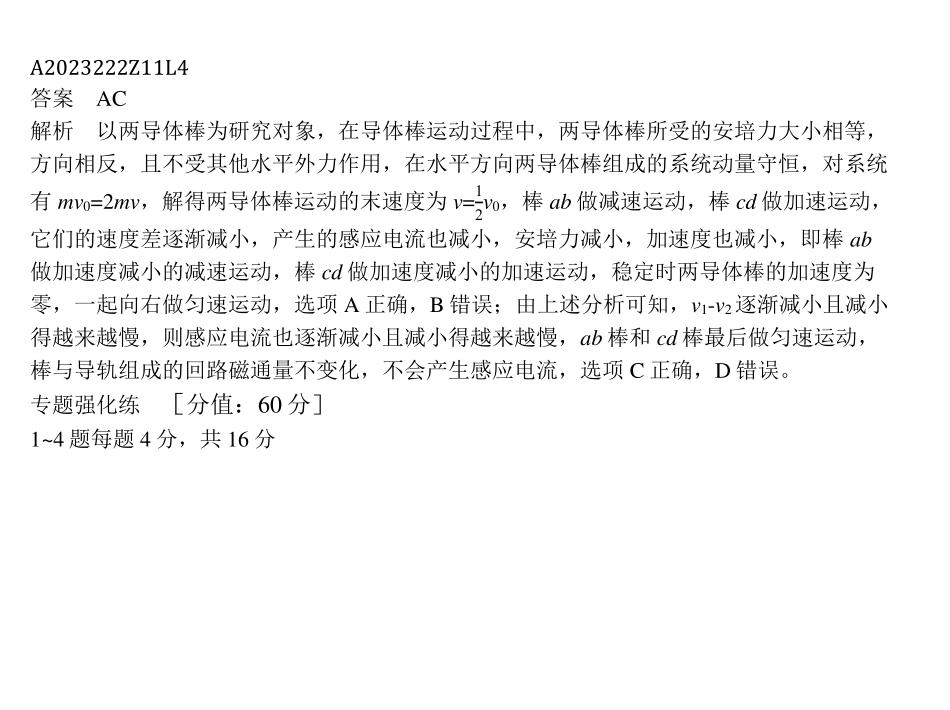 A2023222Z11L4
答案　AC
解析　以两导体棒为研究对象，在导体棒运动过程中，两导体棒所受的安培力大小相等，
方向相反，且不受其他水平外力作用，在水平方向两导体棒组成的系统动量守恒，对系统
有 mv₀=2mv，解得两导体棒运动的末速度为 v=1/2v₀，棒 ab 做减速运动，棒 cd 做加速运动，
它们的速度差逐渐减小，产生的感应电流也减小，安培力减小，加速度也减小，即棒 ab
做加速度减小的减速运动，棒 cd 做加速度减小的加速运动，稳定时两导体棒的加速度为
零，一起向右做匀速运动，选项 A 正确，B 错误；由上述分析可知，v₁-v₂逐渐减小且减小
得越来越慢，则感应电流也逐渐减小且减小得越来越慢，ab 棒和 cd 棒最后做匀速运动，
棒与导轨组成的回路磁通量不变化，不会产生感应电流，选项 C 正确，D 错误。
专题强化练　［分值：60 分］
1~4 题每题 4 分，共 16 分